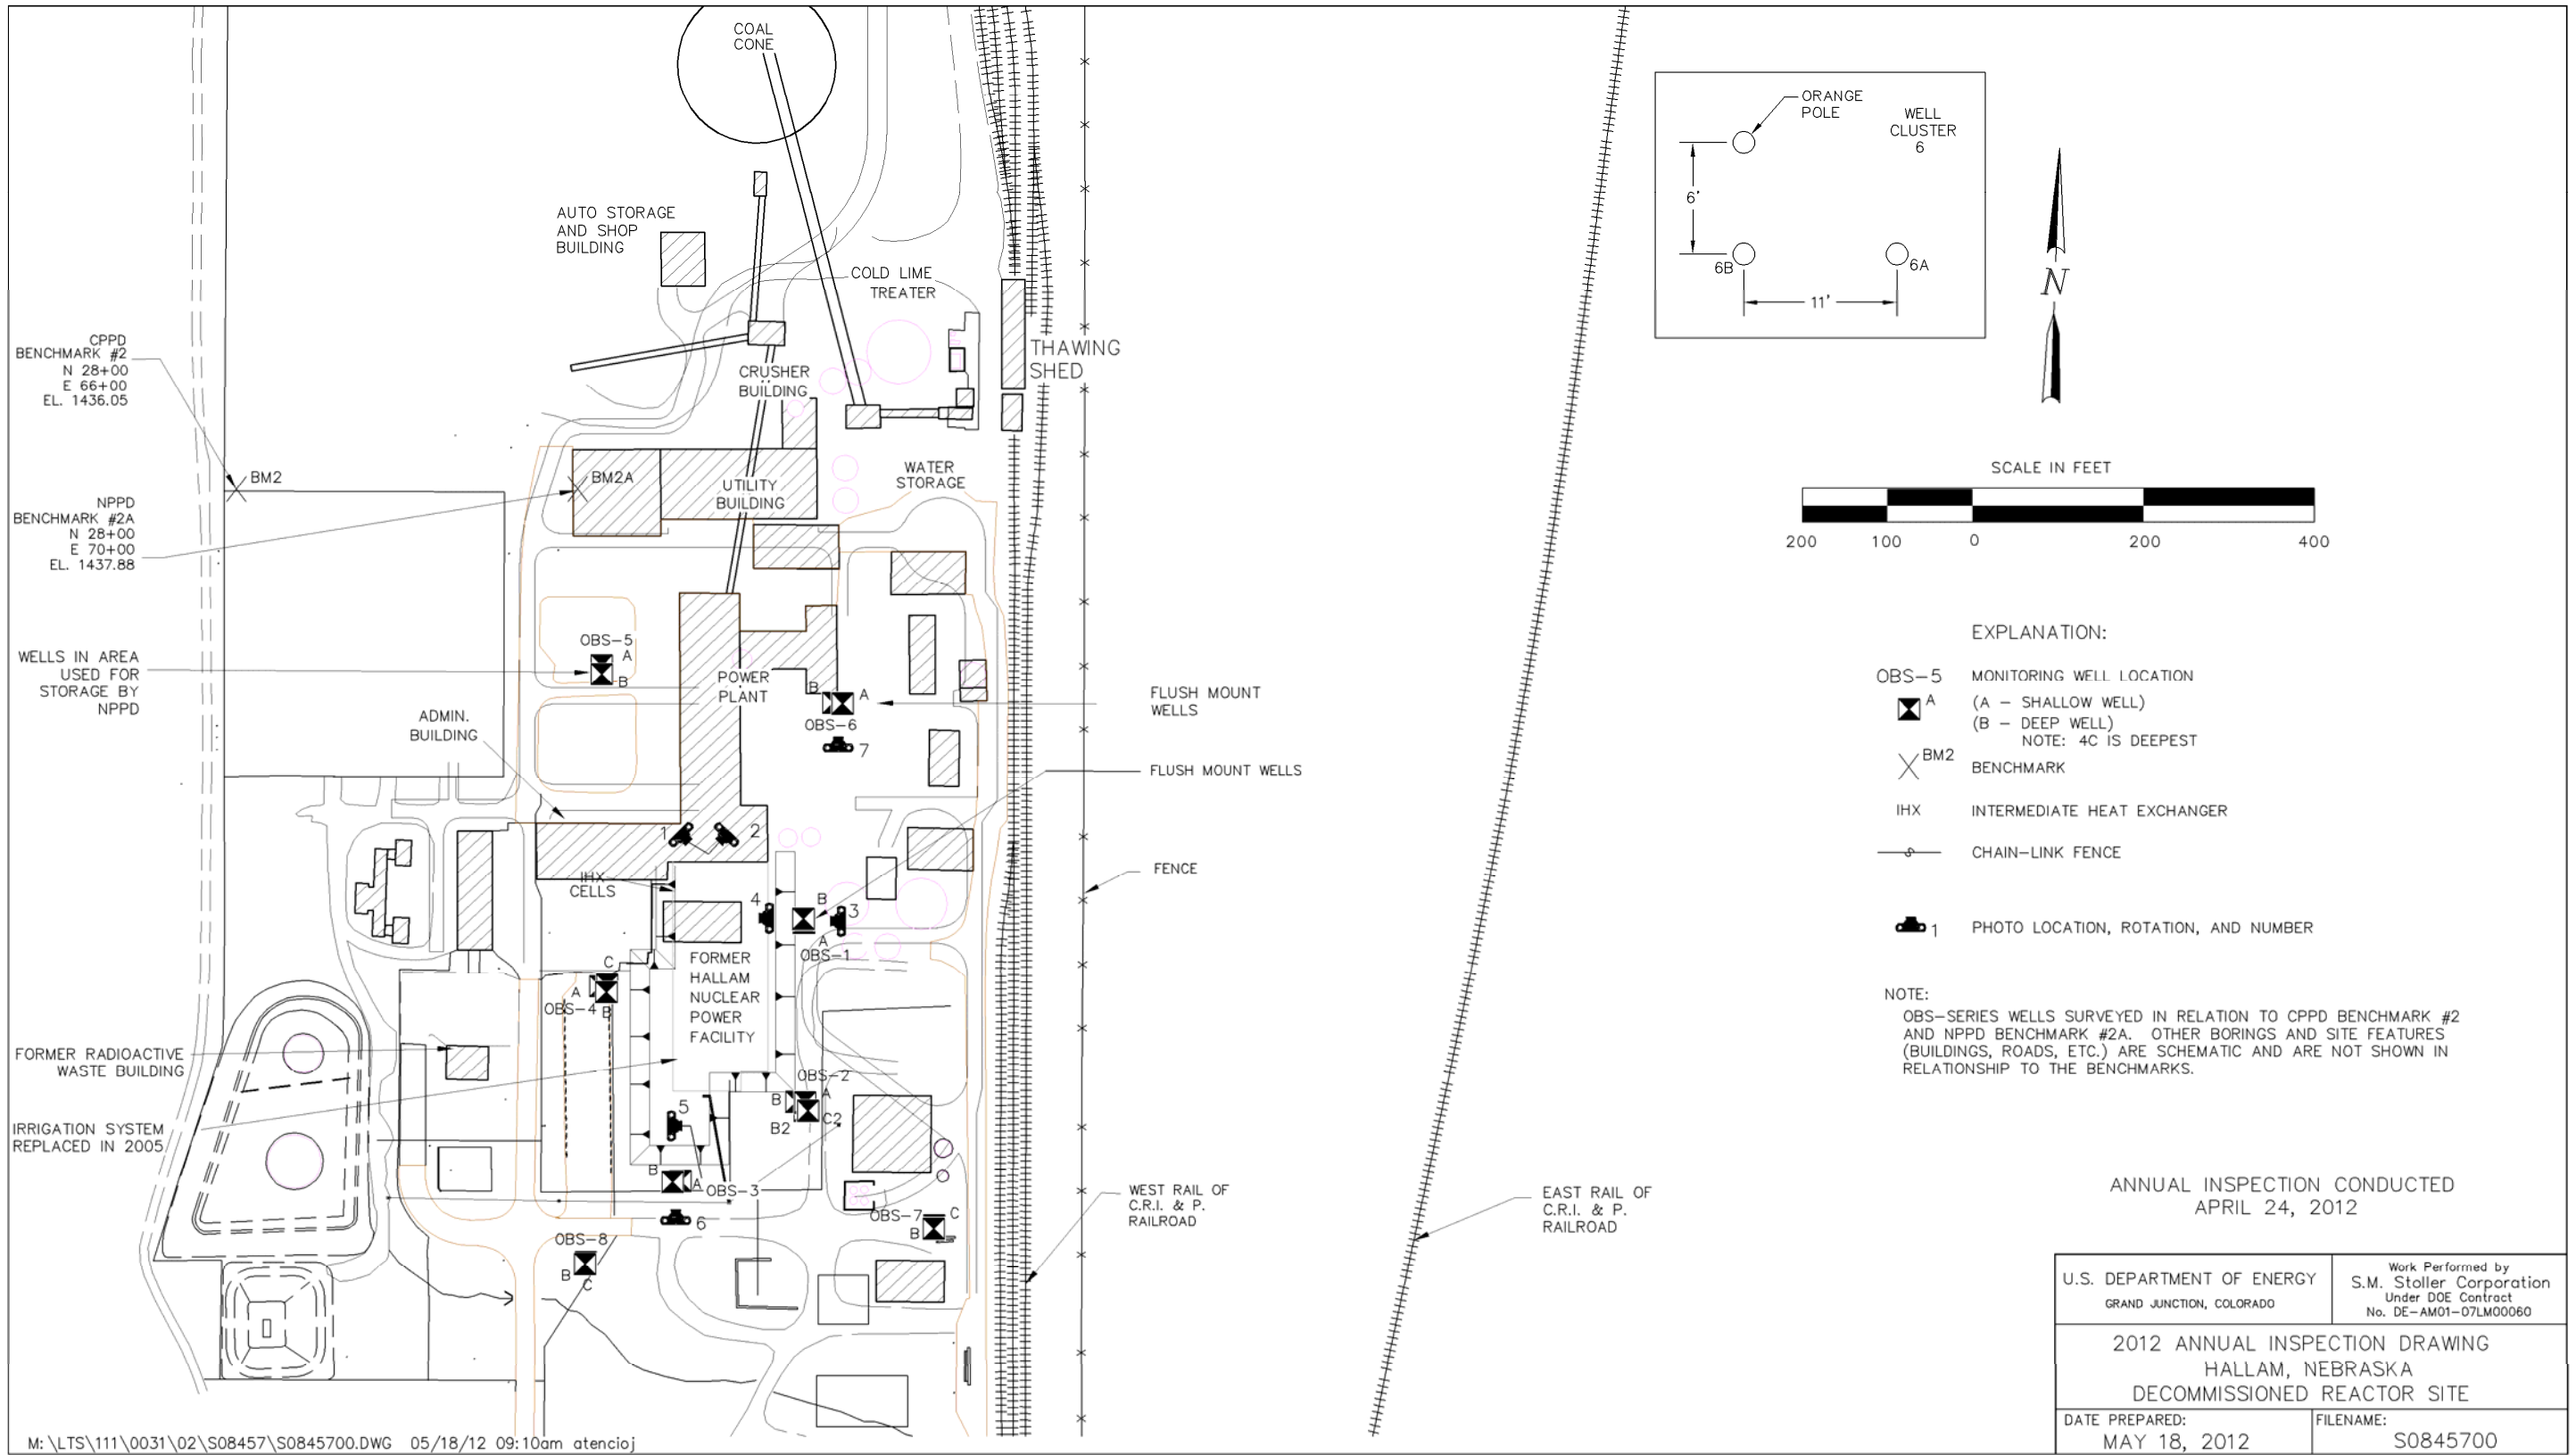 COAL
CONE
AUTO STORAGE
AND SHOP
BUILDING
COLD LIME
TREATER
THAWING
SHED
CRUSHER
BUILDING
CPPD
BENCHMARK #2
N 28+00
E 66+00
EL. 1436.05
BM2
NPPD
BENCHMARK #2A
N 28+00
E 70+00
EL. 1437.88
BM2A
UTILITY
BUILDING
WATER
STORAGE
WELLS IN AREA
USED FOR
STORAGE BY
NPPD
OBS-5
A
B
POWER
PLANT
B
A
OBS-6
7
FLUSH MOUNT
WELLS
ADMIN.
BUILDING
FLUSH MOUNT WELLS
1
2
IHX
CELLS
FENCE
4
B
3
A
OBS-1
FORMER
HALLAM
NUCLEAR
POWER
FACILITY
C
A
OBS-4
B
FORMER RADIOACTIVE
WASTE BUILDING
OBS-2
B
A
B2
C2
5
IRRIGATION SYSTEM
REPLACED IN 2005
B
A
OBS-3
6
OBS-7
C
B
OBS-8
B
C
WEST RAIL OF
C.R.I. & P.
RAILROAD
EAST RAIL OF
C.R.I. & P.
RAILROAD
ORANGE
POLE
WELL
CLUSTER
6
6'
6B
6A
11'
N
SCALE IN FEET
200 100 0 200 400
EXPLANATION:
OBS-5 MONITORING WELL LOCATION
A (A - SHALLOW WELL)
(B - DEEP WELL)
NOTE: 4C IS DEEPEST
BM2 BENCHMARK
IHX INTERMEDIATE HEAT EXCHANGER
CHAIN-LINK FENCE
1 PHOTO LOCATION, ROTATION, AND NUMBER
NOTE:
OBS-SERIES WELLS SURVEYED IN RELATION TO CPPD BENCHMARK #2
AND NPPD BENCHMARK #2A. OTHER BORINGS AND SITE FEATURES
(BUILDINGS, ROADS, ETC.) ARE SCHEMATIC AND ARE NOT SHOWN IN
RELATIONSHIP TO THE BENCHMARKS.
ANNUAL INSPECTION CONDUCTED
APRIL 24, 2012
U.S. DEPARTMENT OF ENERGY
GRAND JUNCTION, COLORADO
Work Performed by
S.M. Stoller Corporation
Under DOE Contract
No. DE-AM01-07LM00060
2012 ANNUAL INSPECTION DRAWING
HALLAM, NEBRASKA
DECOMMISSIONED REACTOR SITE
DATE PREPARED:
MAY 18, 2012
FILENAME:
S0845700
M:\LTS\111\0031\02\S08457\S0845700.DWG 05/18/12 09:10am atencioj